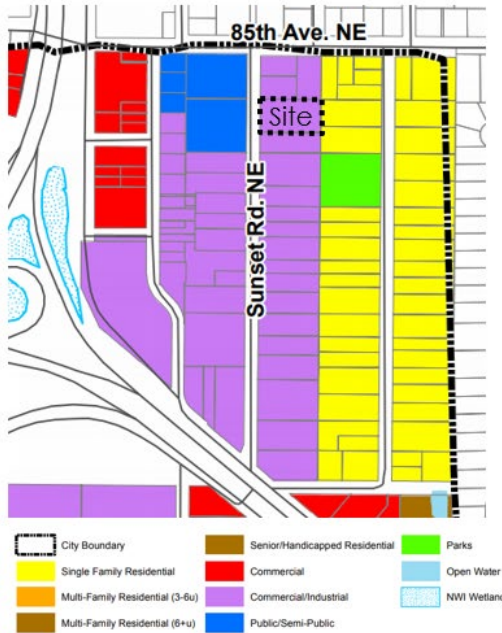 85th Ave. NE
Site
Sunset Rd. NE
City Boundary
Single Family Residential
Multi-Family Residential (3-6u)
Multi-Family Residential (6+u)
Senior/Handicapped Residential
Commercial
Commercial/Industrial
Public/Semi-Public
Parks
Open Water
NWI Wetland